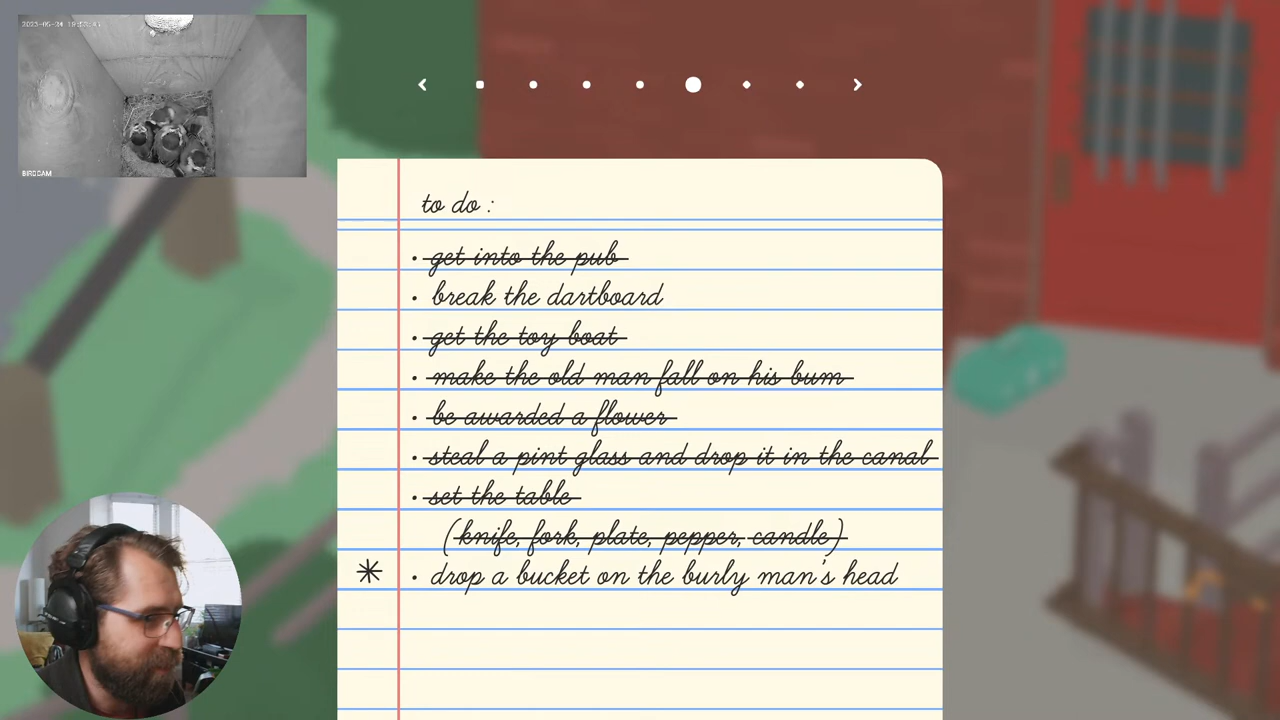 to do :
• get into the pub
• break the dartboard
• get the toy boat
• make the old man fall on his bum
• be awarded a flower
• steal a pint glass and drop it in the canal
• set the table
(knife, fork, plate, pepper, candle)
• drop a bucket on the burly man's head
BIRDCAM